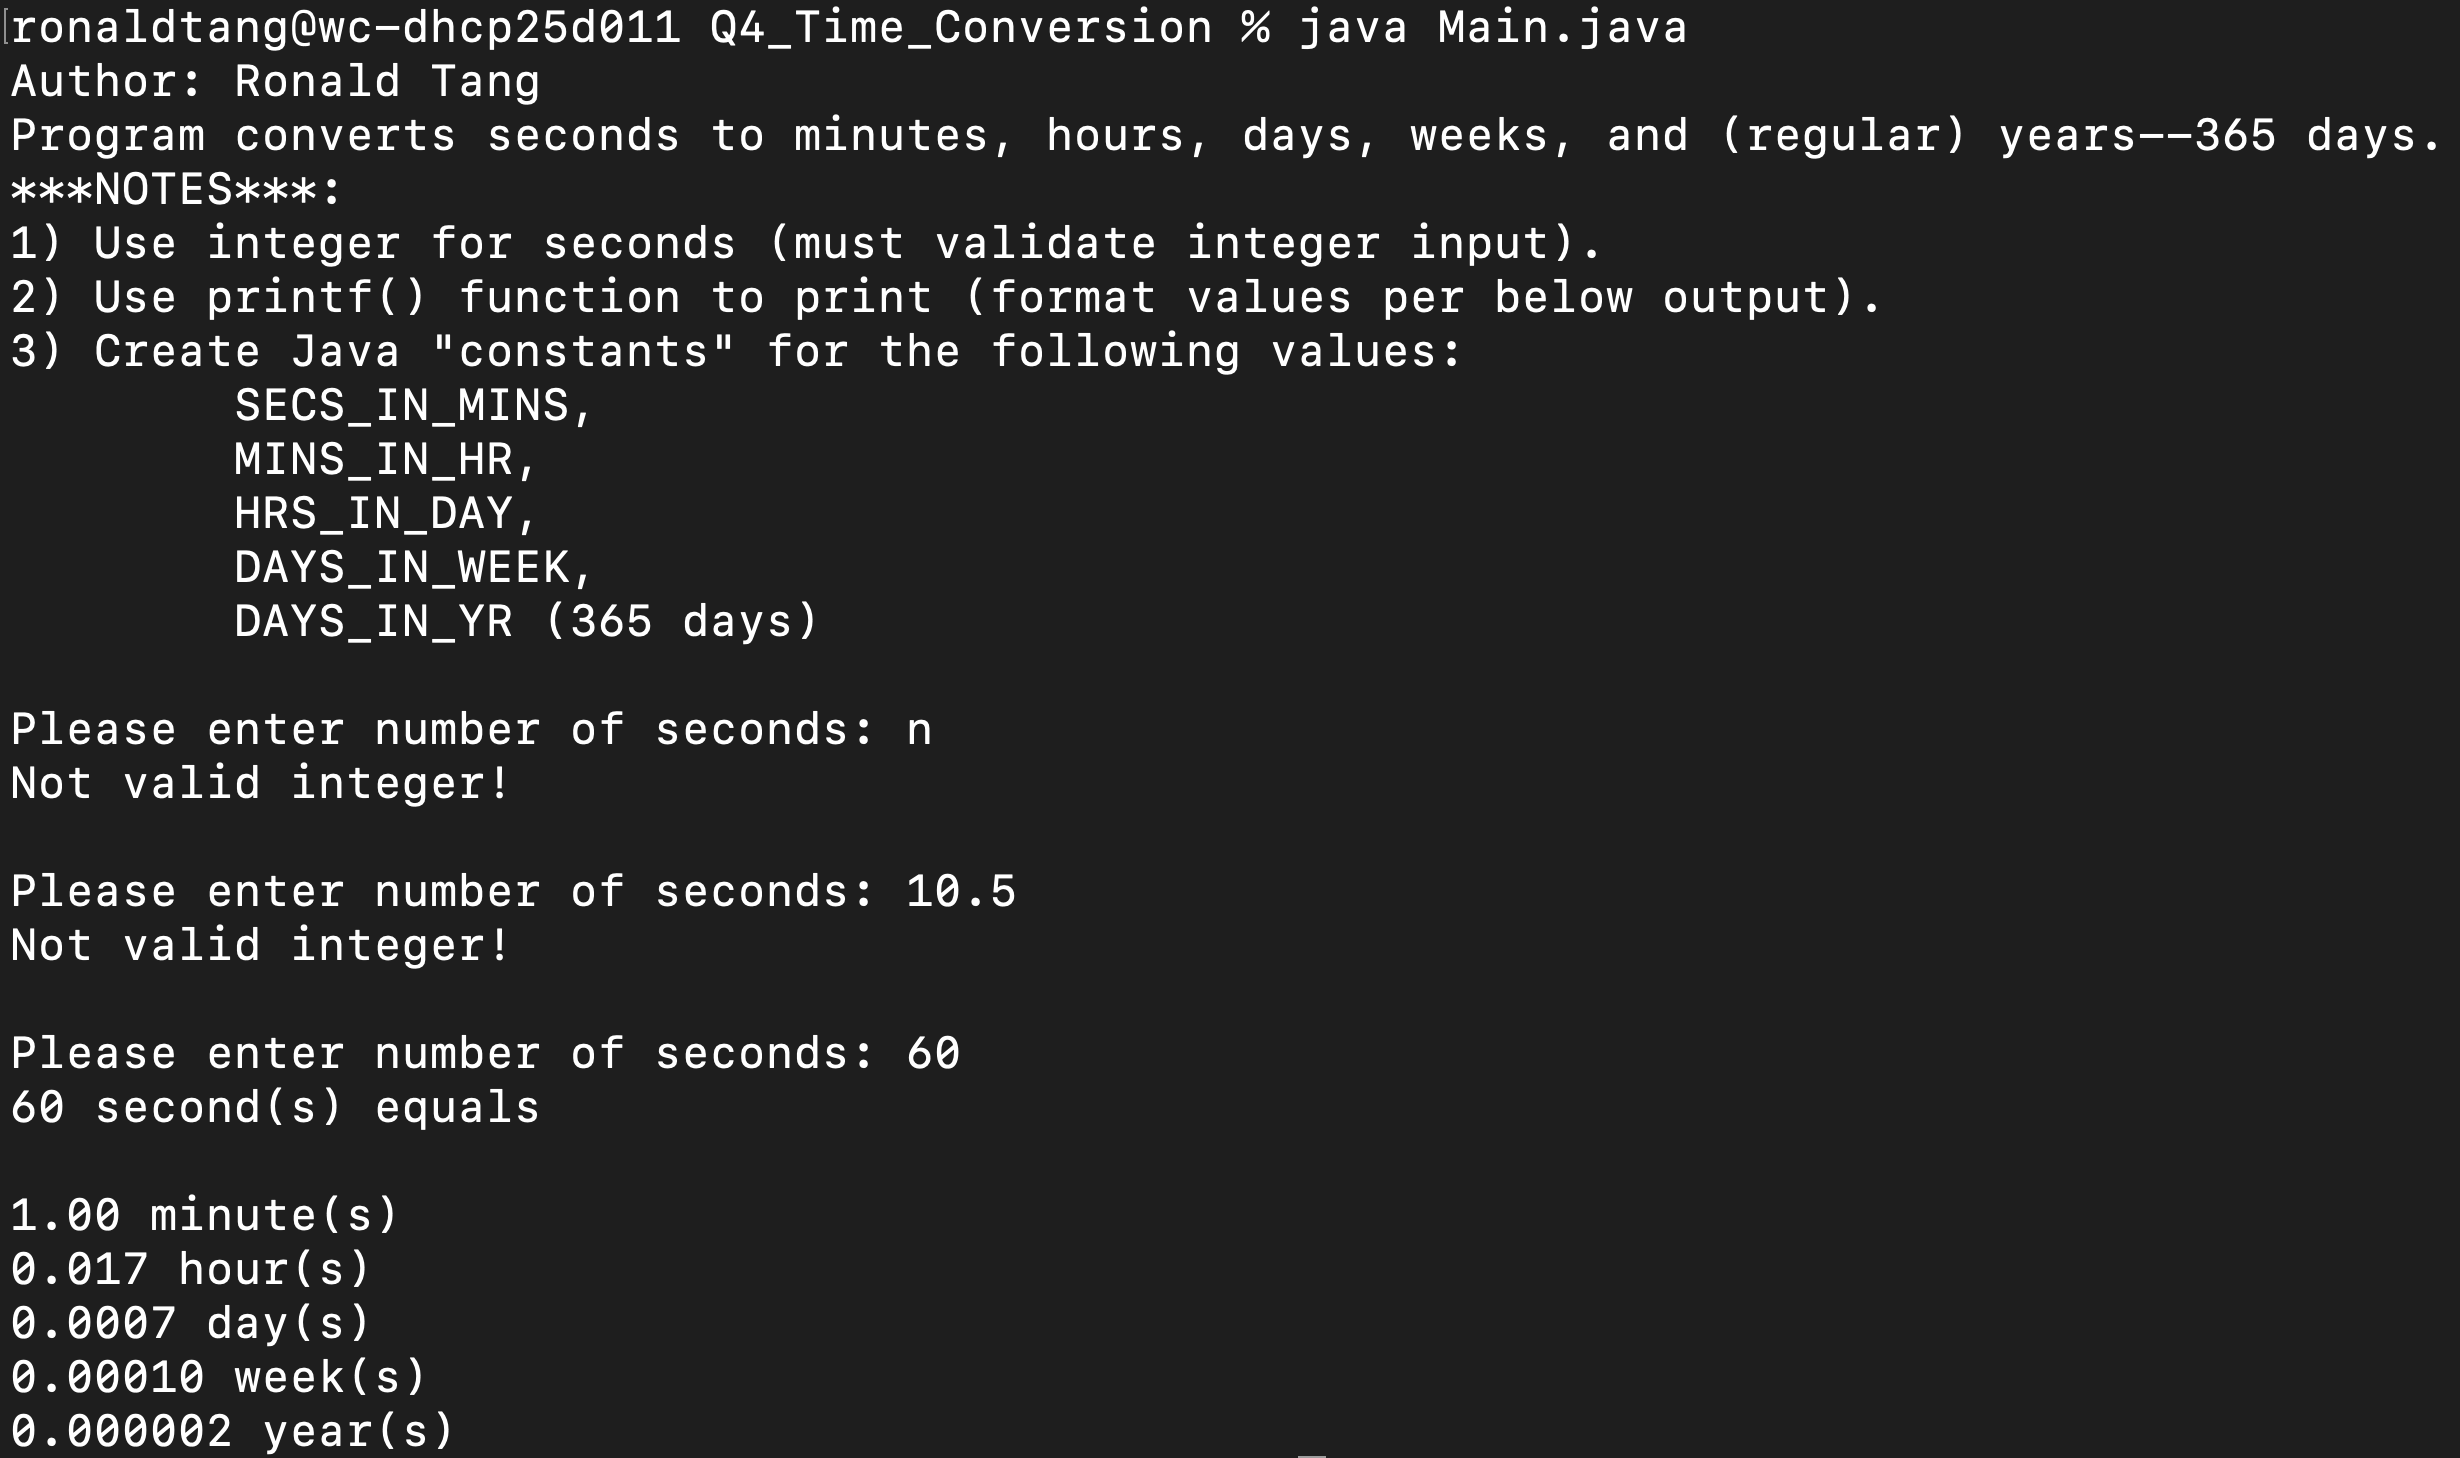 ronaldtang@wc-dhcp25d011 Q4_Time_Conversion % java Main.java
Author: Ronald Tang
Program converts seconds to minutes, hours, days, weeks, and (regular) years--365 days.
***NOTES***:
1) Use integer for seconds (must validate integer input).
2) Use printf() function to print (format values per below output).
3) Create Java "constants" for the following values:
        SECS_IN_MINS,
        MINS_IN_HR,
        HRS_IN_DAY,
        DAYS_IN_WEEK,
        DAYS_IN_YR (365 days)

Please enter number of seconds: n
Not valid integer!

Please enter number of seconds: 10.5
Not valid integer!

Please enter number of seconds: 60
60 second(s) equals

1.00 minute(s)
0.017 hour(s)
0.0007 day(s)
0.00010 week(s)
0.000002 year(s)